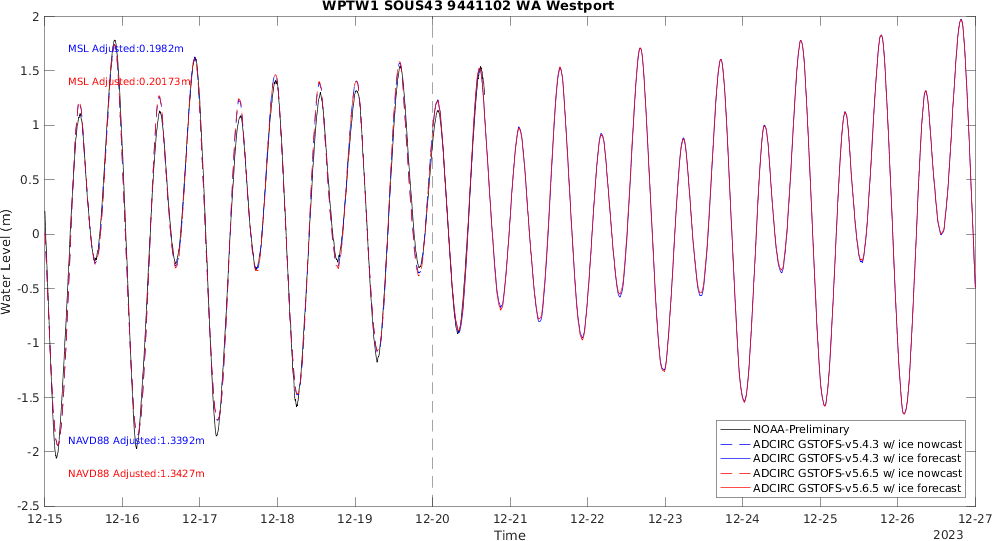 WPTW1 SOUS43 9441102 WA Westport
2
1.5
1
0.5
0
-0.5
-1
-1.5
-2
-2.5
Water Level (m)
MSL Adjusted:0.1982m
MSL Adjusted:0.20173m
NAVD88 Adjusted:1.3392m
NAVD88 Adjusted:1.3427m
NOAA-Preliminary
ADCIRC GSTOFS-v5.4.3 w/ ice nowcast
ADCIRC GSTOFS-v5.4.3 w/ ice forecast
ADCIRC GSTOFS-v5.6.5 w/ ice nowcast
ADCIRC GSTOFS-v5.6.5 w/ ice forecast
12-15 12-16 12-17 12-18 12-19 12-20 12-21 12-22 12-23 12-24 12-25 12-26 12-27
Time
2023